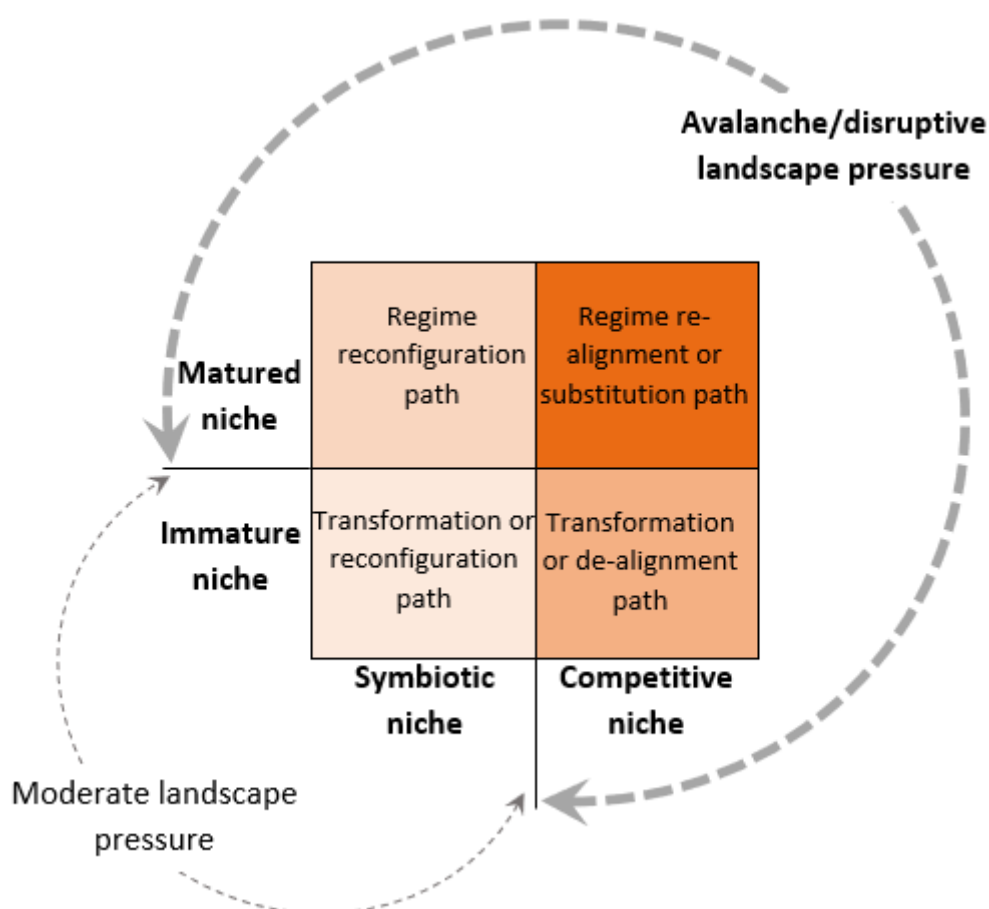 Avalanche/disruptive
landscape pressure
Matured
niche
Regime
reconfiguration
path
Regime re-
alignment or
substitution path
Immature
niche
Transformation or
reconfiguration
path
Transformation
or de-alignment
path
Symbiotic
niche
Competitive
niche
Moderate landscape
pressure